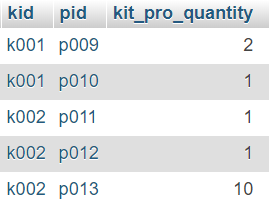 kid pid kit_pro_quantity
k001 p009 2
k001 p010 1
k002 p011 1
k002 p012 1
k002 p013 10